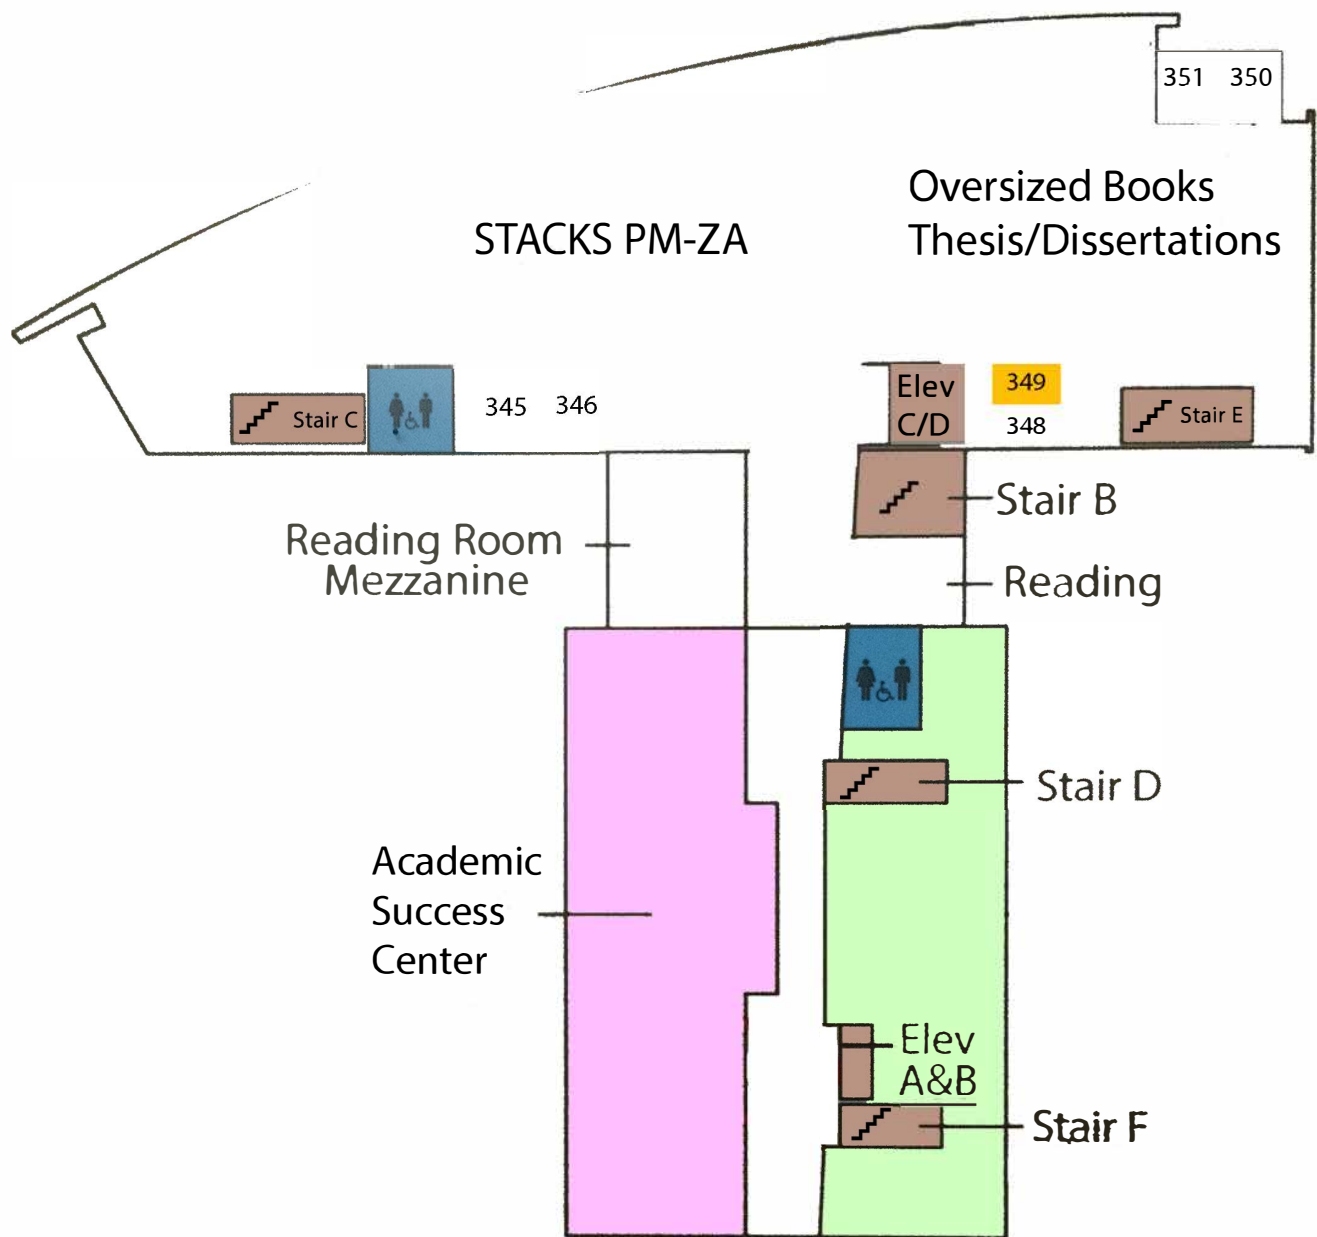 351 350
Oversized Books
Thesis/Dissertations
STACKS PM-ZA
Stair C
345 346
Elev
C/D
349
348
Stair E
Stair B
Reading Room
Mezzanine
Reading
Stair D
Academic
Success
Center
Elev
A&B
Stair F